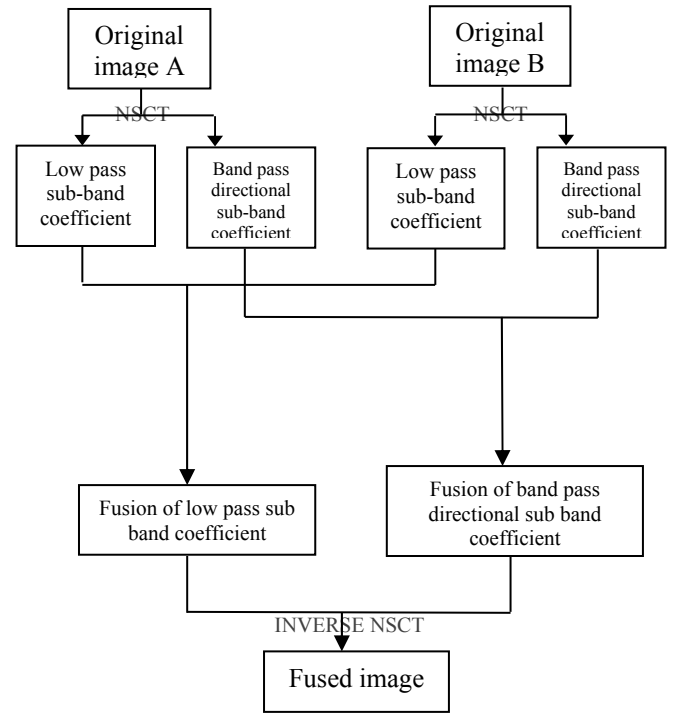 Original
image A
Original
image B
NSCT
NSCT
Low pass
sub-band
coefficient
Band pass
directional
sub-band
coefficient
Low pass
sub-band
coefficient
Band pass
directional
sub-band
coefficient
Fusion of low pass sub
band coefficient
Fusion of band pass
directional sub band
coefficient
INVERSE NSCT
Fused image